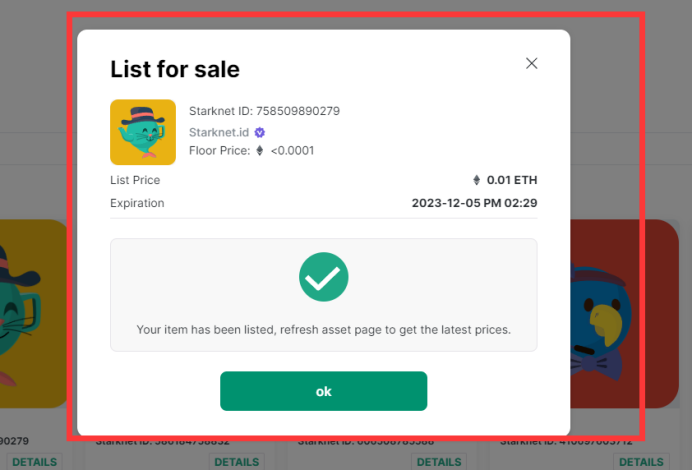 List for sale
Starknet ID: 758509890279
Starknet.id
Floor Price: <0.0001
List Price 0.01 ETH
Expiration 2023-12-05 PM 02:29
Your item has been listed, refresh asset page to get the latest prices.
ok
90279
DETAILS DETAILS DETAILS DETAILS